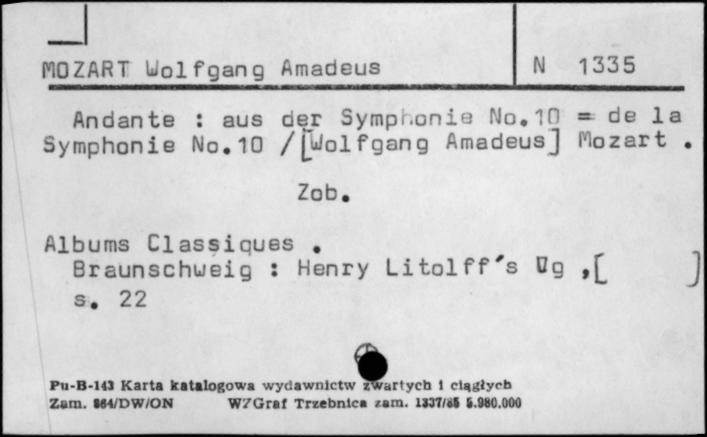 MOZART Wolfgang Amadeus N 1335
Andante : aus der Symphonie No.10 = de la
Symphonie No.10 /[Wolfgang Amadeus] Mozart .
Zob.
Albums Classiques .
Braunschweig : Henry Litolff's Vg ,[ ]
s. 22
Pu-B-143 Karta katalogowa wydawnictw zwartych i ciągłych
Zam. 864/DW/ON WZGraf Trzebnica zam. 1337/85 5.980.000